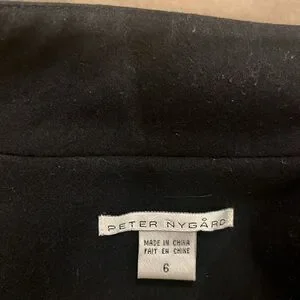 PETER NYGÅRD
MADE IN CHINA
FAIT EN CHINE
6